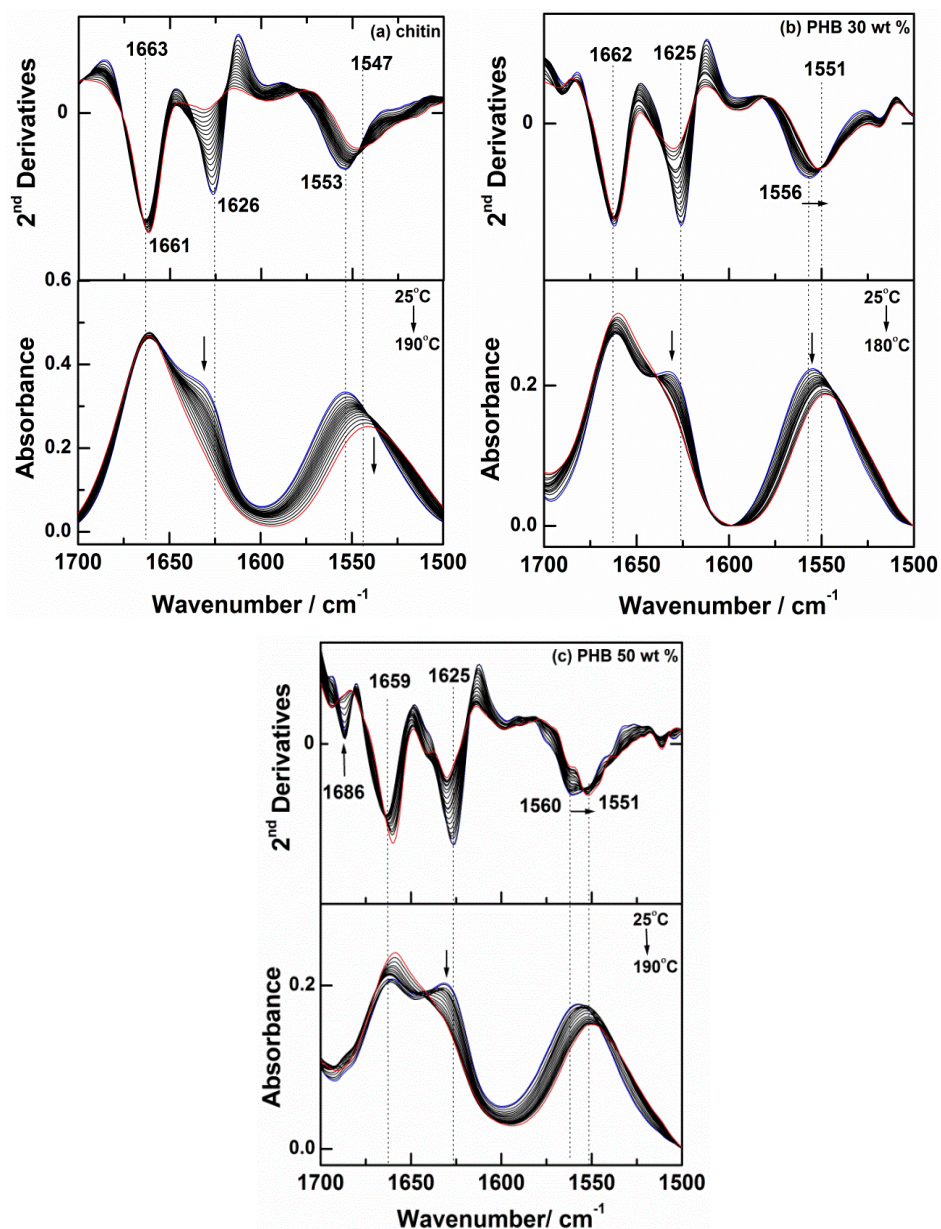 (a) chitin
1663
1547
2nd Derivatives
0
1553
1626
1661
0.6
Absorbance
0.4
0.2
0.0
25°C
190°C
1700 1650 1600 1550 1500
Wavenumber / cm-1
(b) PHB 30 wt %
1662
1625
1551
2nd Derivatives
0
1556
Absorbance
0.2
0.0
25°C
180°C
1700 1650 1600 1550 1500
Wavenumber / cm-1
(c) PHB 50 wt %
1659
1625
2nd Derivatives
0
1686
1560
1551
Absorbance
0.2
0.0
25°C
190°C
1700 1650 1600 1550 1500
Wavenumber/ cm-1